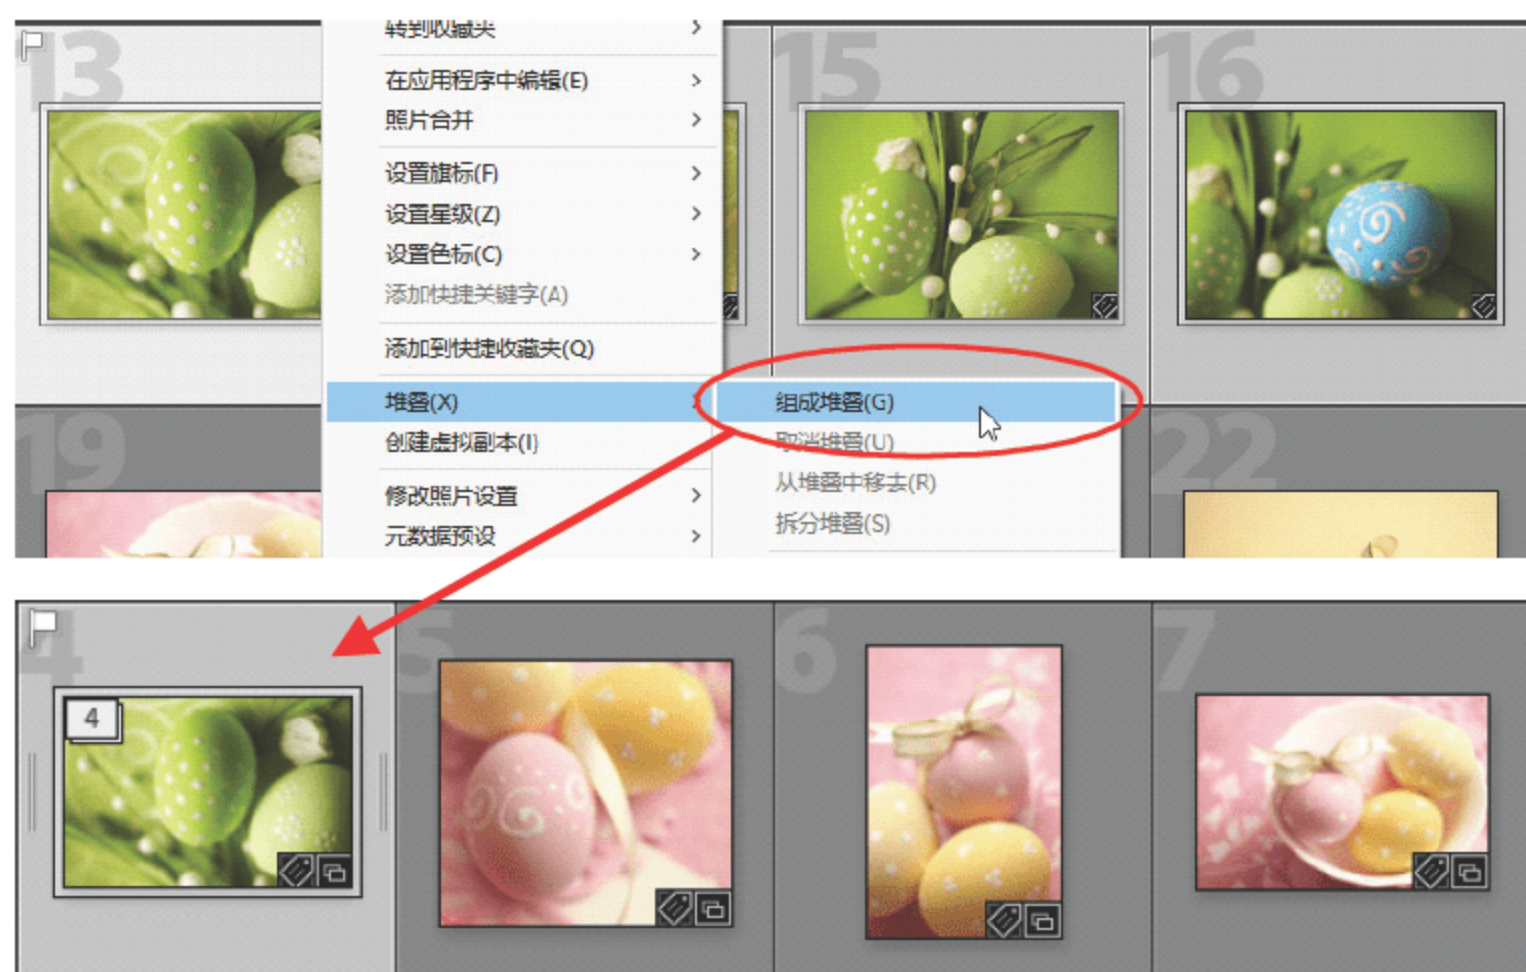 13
转到收藏夹
15
16
在应用程序中编辑(E)
照片合并
设置旗标(F)
设置星级(Z)
设置色标(C)
添加快捷关键字(A)
添加到快捷收藏夹(Q)
堆叠(X)
组成堆叠(G)
创建虚拟副本(I)
取消堆叠(U)
19
22
从堆叠中移去(R)
修改照片设置
拆分堆叠(S)
元数据预设
4
5
6
7
4